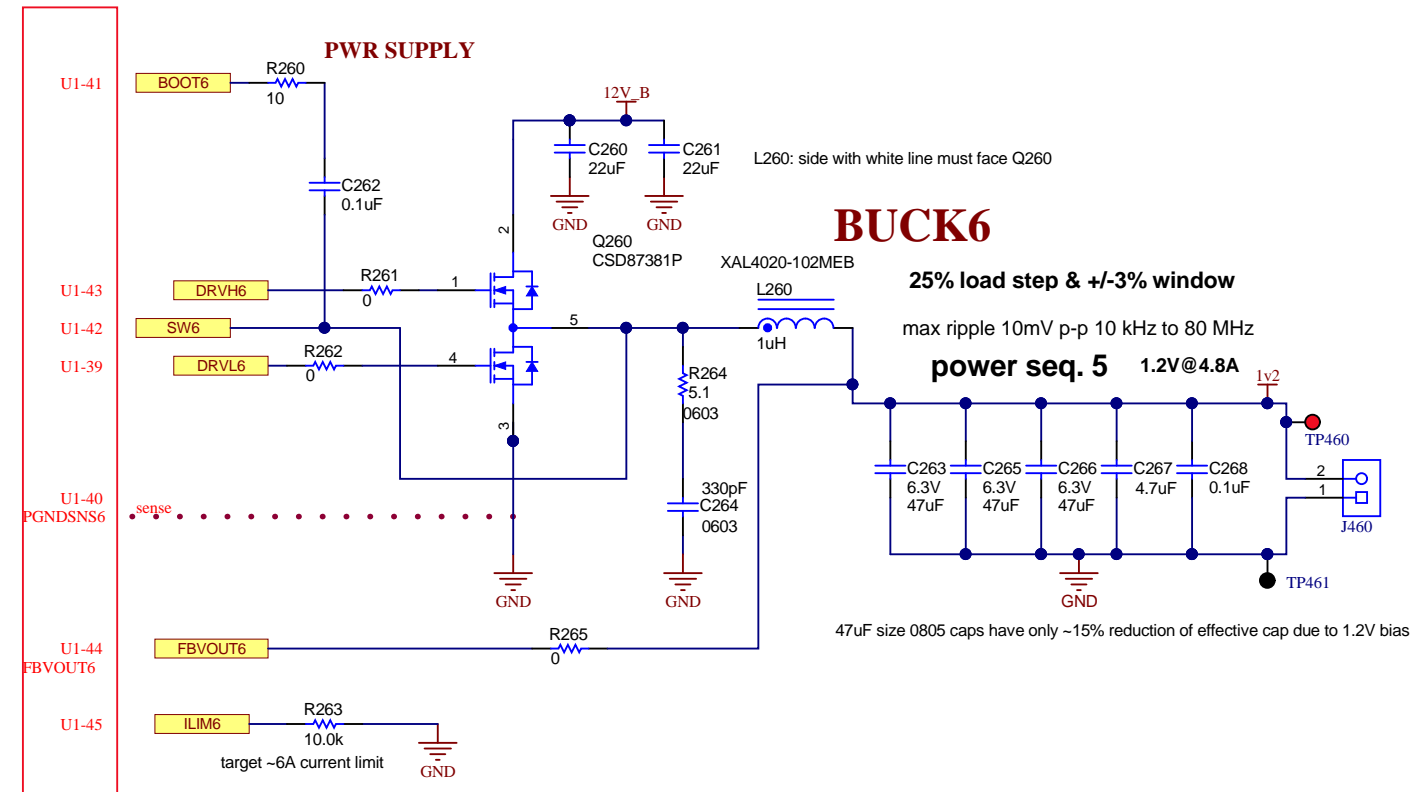 PWR SUPPLY
U1-41
BOOT6
R260
10
12V_B
C260
22uF
C261
22uF
GND
GND
L260: side with white line must face Q260
C262
0.1uF
BUCK6
2
Q260
CSD87381P
XAL4020-102MEB
25% load step & +/-3% window
U1-43
DRVH6
R261
0
1
L260
1uH
max ripple 10mV p-p 10 kHz to 80 MHz
U1-42
SW6
5
U1-39
DRVL6
R262
0
4
power seq. 5
1.2V@4.8A
1v2
R264
5.1
0603
3
TP460
C263
6.3V
47uF
C265
6.3V
47uF
C266
6.3V
47uF
C267
4.7uF
C268
0.1uF
2
1
J460
U1-40
PGNDSNS6
sense
330pF
C264
0603
GND
GND
GND
TP461
47uF size 0805 caps have only ~15% reduction of effective cap due to 1.2V bias
U1-44
FBVOUT6
FBVOUT6
R265
0
U1-45
ILIM6
R263
10.0k
target ~6A current limit
GND